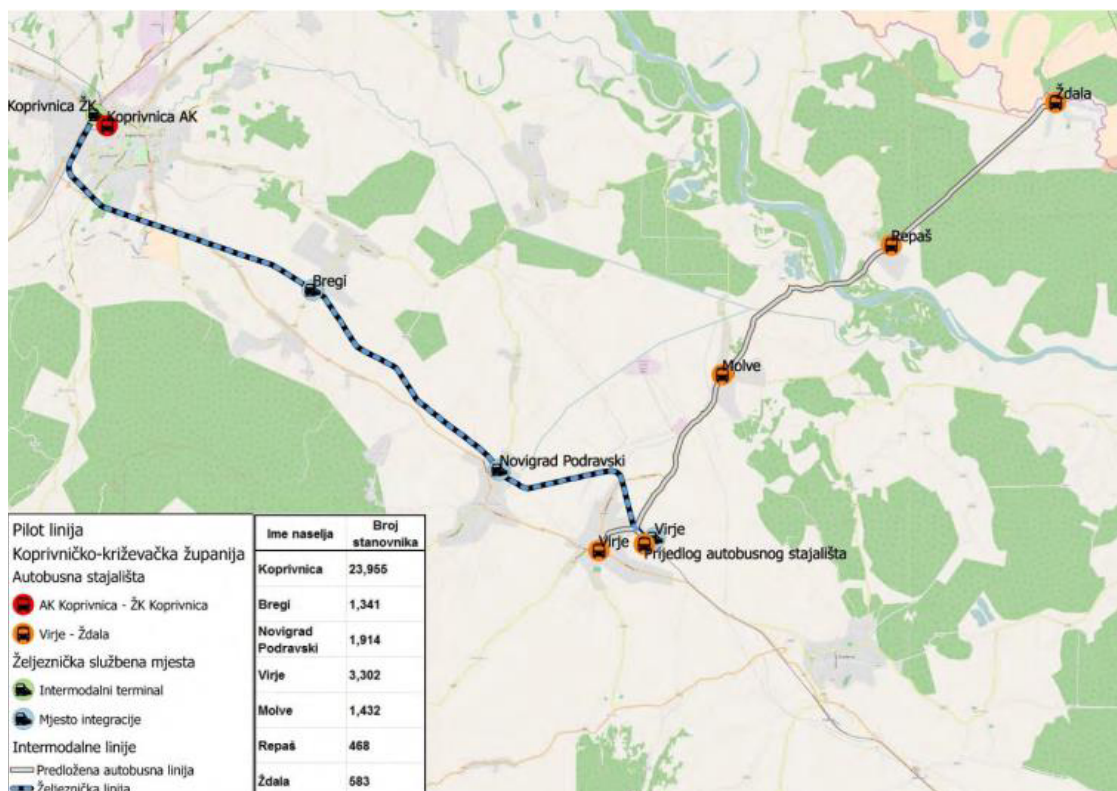 Koprivnica ŽK
Koprivnica AK
Ždala
Repaš
Bregi
Molve
Novigrad Podravski
Virje
Virje
Prijedlog autobusnog stajališta
Pilot linija
Koprivničko-križevačka županija
Autobusna stajališta
AK Koprivnica - ŽK Koprivnica
Virje - Ždala
Željeznička službena mjesta
Intermodalni terminal
Mjesto integracije
Intermodalne linije
Predložena autobusna linija
Željeznička linija
Ime naselja Broj
stanovnika
Koprivnica 23,955
Bregi 1,341
Novigrad
Podravski 1,914
Virje 3,302
Molve 1,432
Repaš 468
Ždala 583